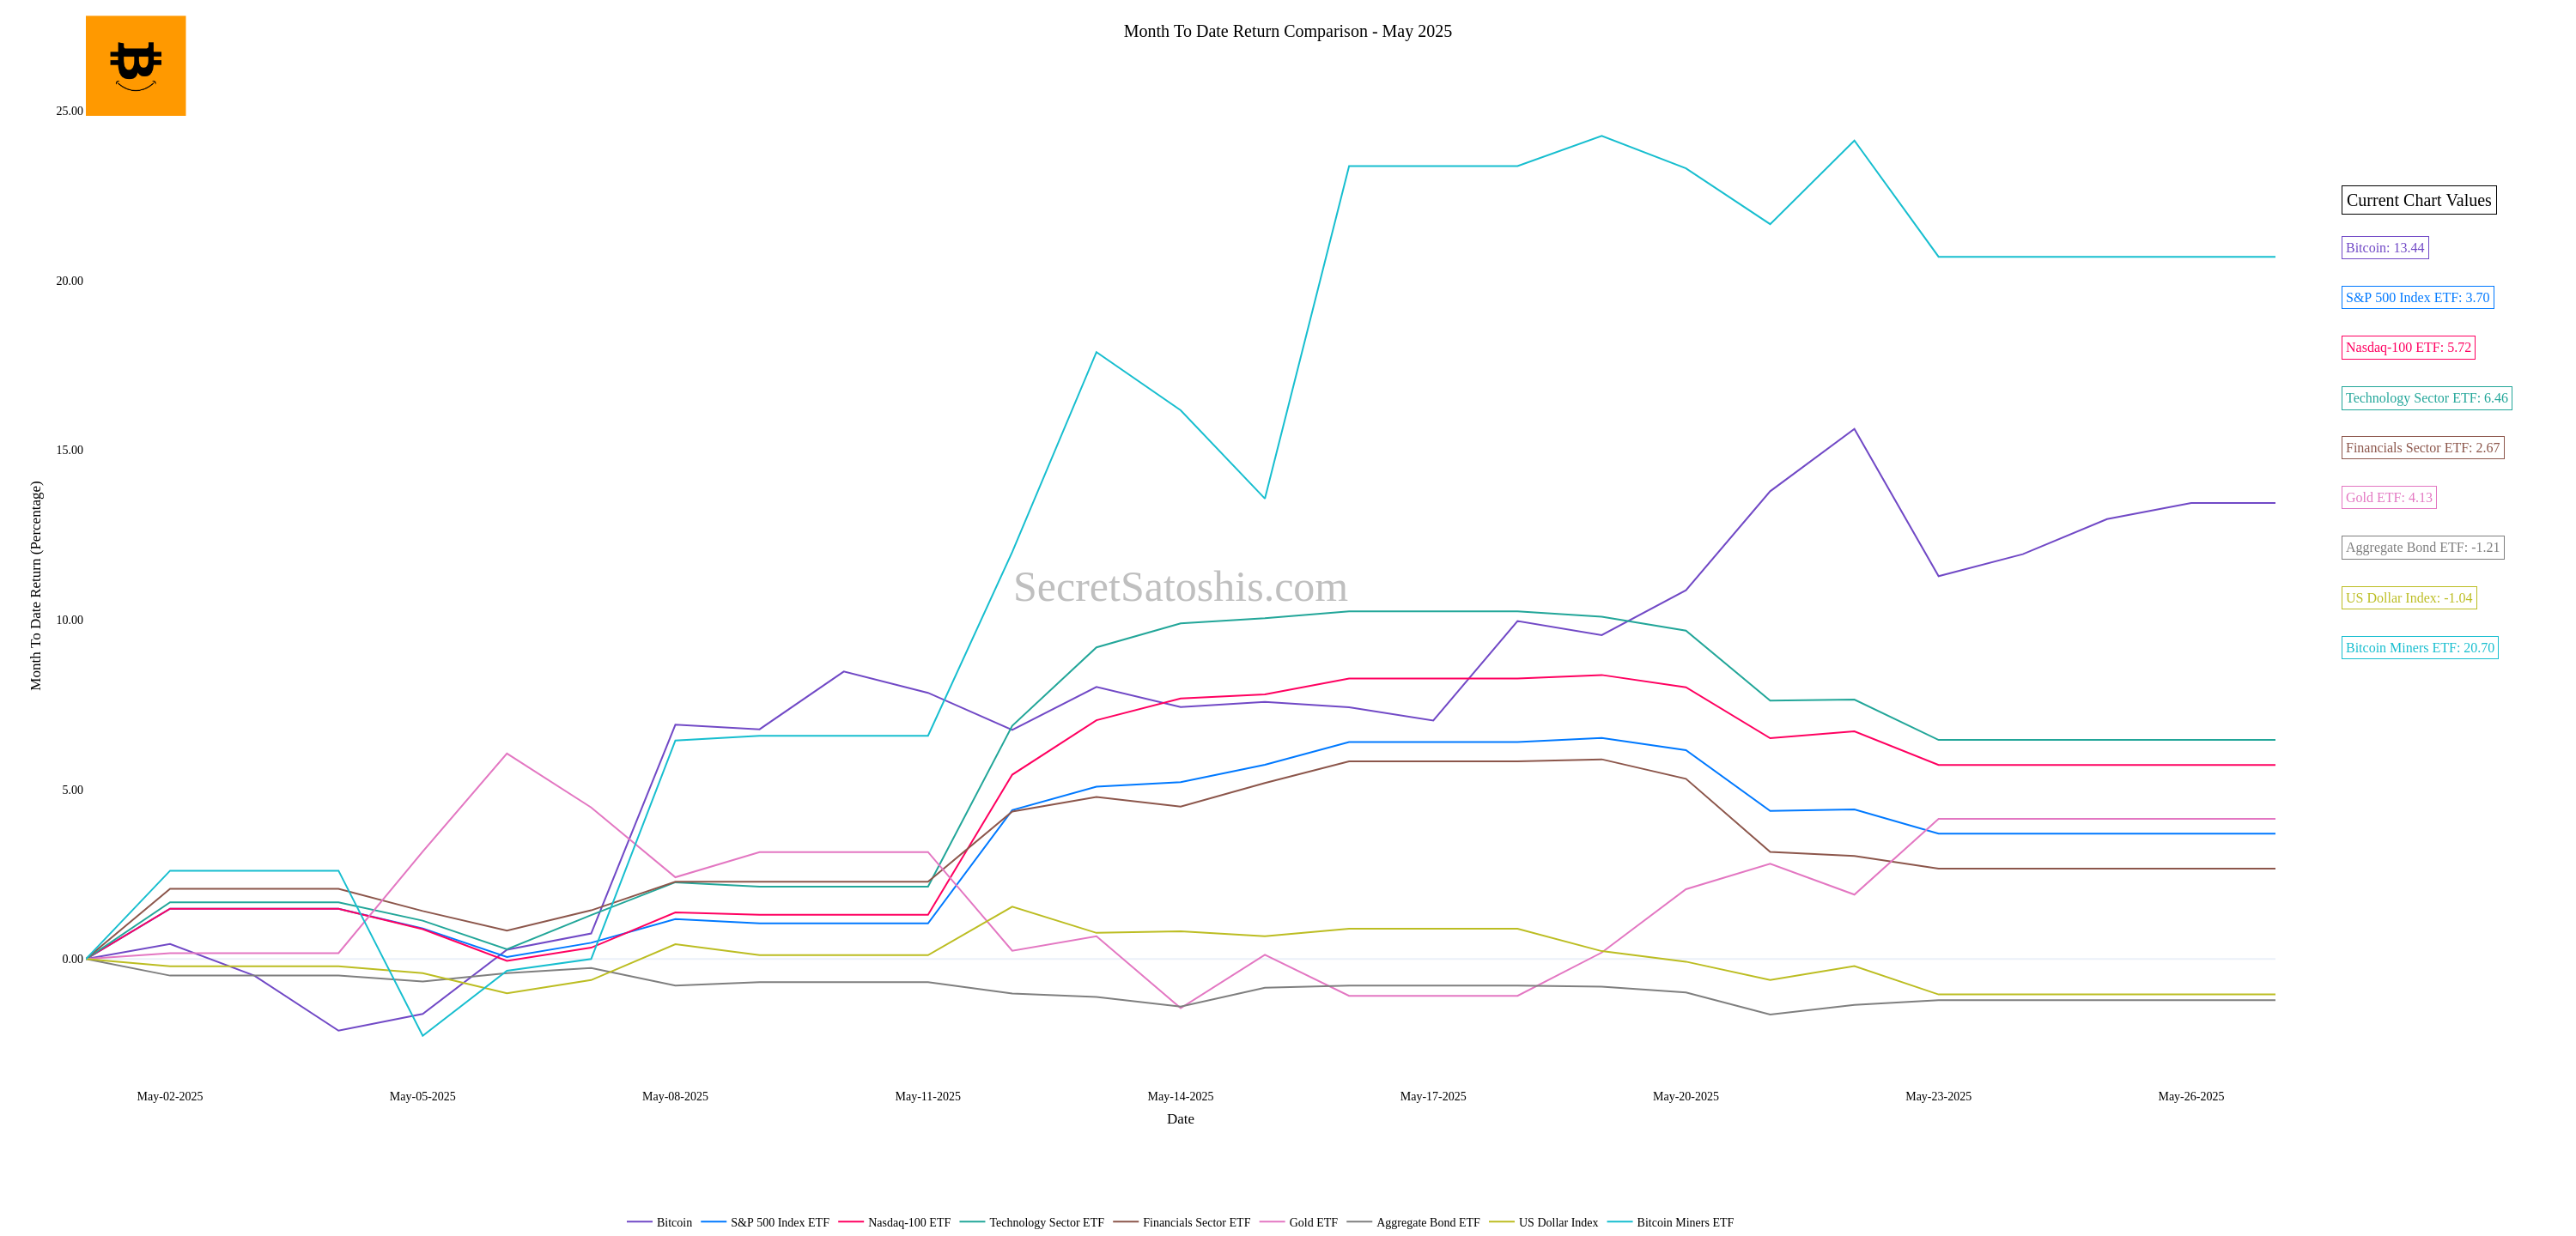 Month To Date Return Comparison - May 2025
25.00
20.00
15.00
10.00
5.00
0.00
Month To Date Return (Percentage)
SecretSatoshis.com
Current Chart Values
Bitcoin: 13.44
S&P 500 Index ETF: 3.70
Nasdaq-100 ETF: 5.72
Technology Sector ETF: 6.46
Financials Sector ETF: 2.67
Gold ETF: 4.13
Aggregate Bond ETF: -1.21
US Dollar Index: -1.04
Bitcoin Miners ETF: 20.70
May-02-2025 May-05-2025 May-08-2025 May-11-2025 May-14-2025 May-17-2025 May-20-2025 May-23-2025 May-26-2025
Date
Bitcoin S&P 500 Index ETF Nasdaq-100 ETF Technology Sector ETF Financials Sector ETF Gold ETF Aggregate Bond ETF US Dollar Index Bitcoin Miners ETF